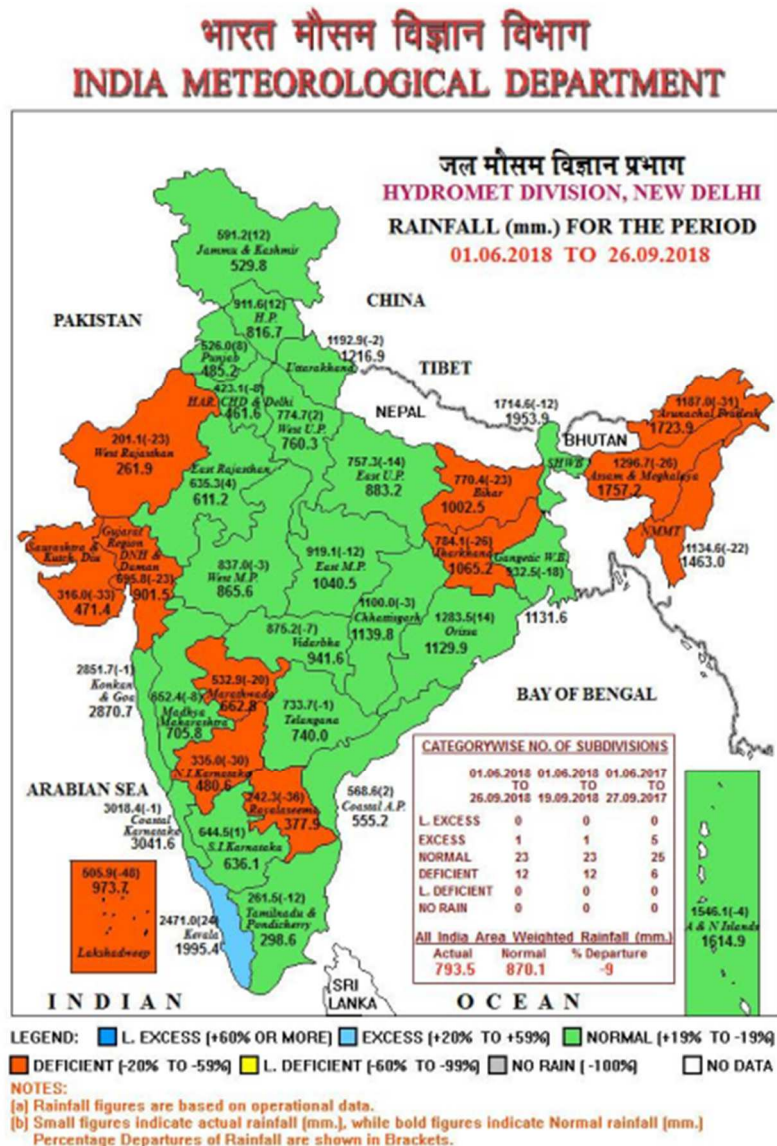 भारत मौसम विज्ञान विभाग
INDIA METEOROLOGICAL DEPARTMENT
जल मौसम विज्ञान प्रभाग
HYDROMET DIVISION, NEW DELHI
RAINFALL (mm.) FOR THE PERIOD
01.06.2018 TO 26.09.2018
591.2(12)
Jammu & Kashmir
529.8
911.6(12)
H.P.
816.7
CHINA
PAKISTAN
526.0(8)
Punjab
485.2
1192.9(-2)
1216.9
Uttarakhand
TIBET
423.1(-8)
HAR. CHD & Delhi
461.6
774.7(2)
West U.P.
760.3
NEPAL
1714.6(-12)
1953.9
SHWB
BHUTAN
1187.0(-31)
Arunachal Pradesh
1723.9
201.1(-23)
West Rajasthan
261.9
East Rajasthan
635.3(4)
611.2
757.3(-14)
East U.P.
883.2
770.4(-23)
Bihar
1002.5
1296.7(-26)
Assam & Meghalaya
1757.2
NMMT
1134.6(-22)
1463.0
Saurashtra &
Kutch, Diu
316.0(-33)
471.4
Gujarat
Region
DNH &
Daman
695.8(-23)
901.5
837.0(-3)
West M.P.
865.6
919.1(-12)
East M.P.
1040.5
784.1(-26)
Jharkhand
1065.2
Gangetic W.B.
932.5(-18)
1131.6
1100.0(-3)
Chhattisgarh
1139.8
1283.5(14)
Orissa
1129.9
875.2(-7)
Vidarbha
941.6
2851.7(-1)
Konkan
& Goa
2870.7
652.4(-8)
Madhya
Maharashtra
705.8
532.9(-20)
Marathwada
662.8
733.7(-1)
Telangana
740.0
BAY OF BENGAL
335.0(-30)
N.I.Karnataka
480.6
ARABIAN SEA
3018.4(-1)
Coastal
Karnataka
3041.6
242.3(-36)
Rayalaseema
377.9
568.6(2)
Coastal A.P.
555.2
644.5(1)
S.I.Karnataka
636.1
505.9(-48)
973.7
Lakshadweep
2471.0(24)
Kerala
1995.4
261.5(-12)
Tamilnadu &
Pondicherry
298.6
CATEGORYWISE NO. OF SUBDIVISIONS
01.06.2018 01.06.2018 01.06.2017
TO TO TO
26.09.2018 19.09.2018 27.09.2017
L. EXCESS 0 0 0
EXCESS 1 1 5
NORMAL 23 23 25
DEFICIENT 12 12 6
L. DEFICIENT 0 0 0
NO RAIN 0 0 0
All India Area Weighted Rainfall (mm.)
Actual Normal % Departure
793.5 870.1 -9
1546.1(-4)
A & N Islands
1614.9
SRI
LANKA
INDIAN OCEAN
LEGEND: L. EXCESS (+60% OR MORE) EXCESS (+20% TO +59%) NORMAL (+19% TO -19%)
DEFICIENT (-20% TO -59%) L. DEFICIENT (-60% TO -99%) NO RAIN (-100%) NO DATA
NOTES:
(a) Rainfall figures are based on operational data.
(b) Small figures indicate actual rainfall (mm.), while bold figures indicate Normal rainfall (mm.)
Percentage Departures of Rainfall are shown in Brackets.